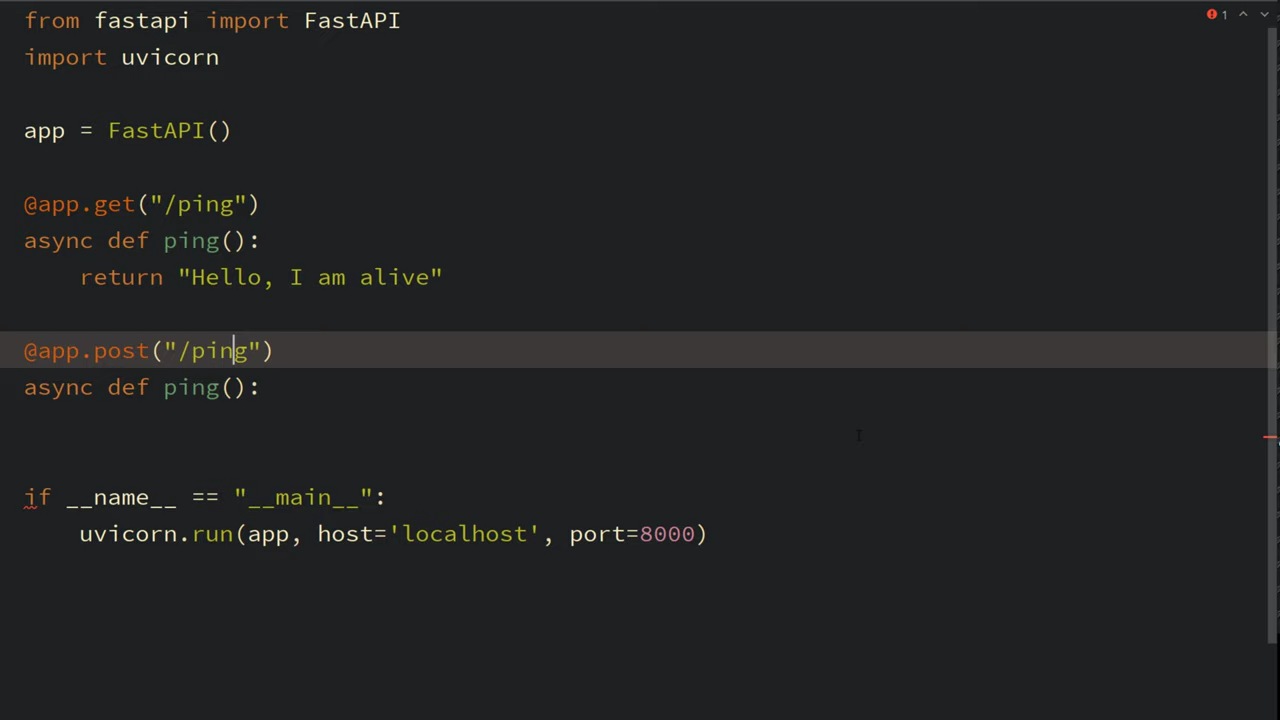 from fastapi import FastAPI
1
import uvicorn
app = FastAPI()
@app.get("/ping")
async def ping():
    return "Hello, I am alive"
@app.post("/ping")
async def ping():
if __name__ == "__main__":
    uvicorn.run(app, host='localhost', port=8000)